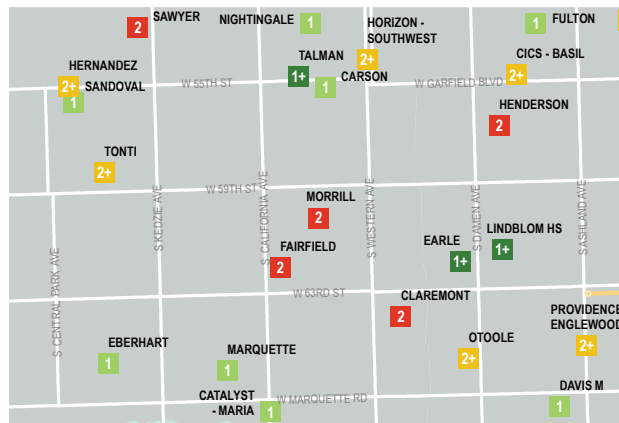 2
SAWYER
NIGHTINGALE
1
HORIZON -
SOUTHWEST
2+
1
FULTON
HERNANDEZ
2+
SANDOVAL
1
TALMAN
1+
CARSON
1
CICS - BASIL
2+
W 55TH ST
W GARFIELD BLVD
HENDERSON
2
TONTI
2+
W 59TH ST
S KEDZIE AVE
S CALIFORNIA AVE
S WESTERN AVE
S DAMEN AVE
S ASHLAND AVE
S CENTRAL PARK AVE
MORRILL
2
FAIRFIELD
2
EARLE
1+
LINDBLOM HS
1+
W 63RD ST
CLAREMONT
2
PROVIDENCE
ENGLEWOOD
2+
OTOOLE
2+
EBERHART
1
MARQUETTE
1
CATALYST
- MARIA
1
W MARQUETTE RD
DAVIS M
1